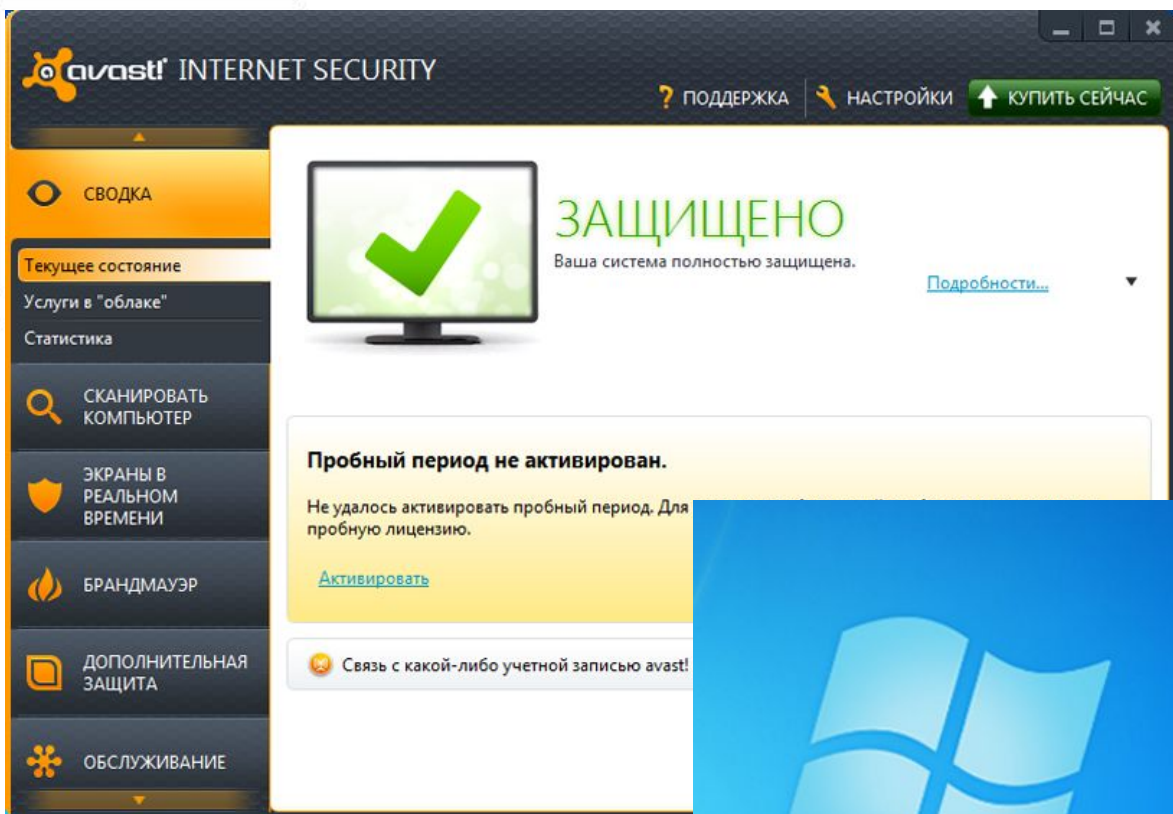 avast! INTERNET SECURITY
? ПОДДЕРЖКА
НАСТРОЙКИ
КУПИТЬ СЕЙЧАС
СВОДКА
Текущее состояние
Услуги в "облаке"
Статистика
СКАНИРОВАТЬ
КОМПЬЮТЕР
ЭКРАНЫ В
РЕАЛЬНОМ
ВРЕМЕНИ
БРАНДМАУЭР
ДОПОЛНИТЕЛЬНАЯ
ЗАЩИТА
ОБСЛУЖИВАНИЕ
ЗАЩИЩЕНО
Ваша система полностью защищена.
Подробности...
Пробный период не активирован.
Не удалось активировать пробный период. Для
пробную лицензию.
Активировать
Связь с какой-либо учетной записью avast!